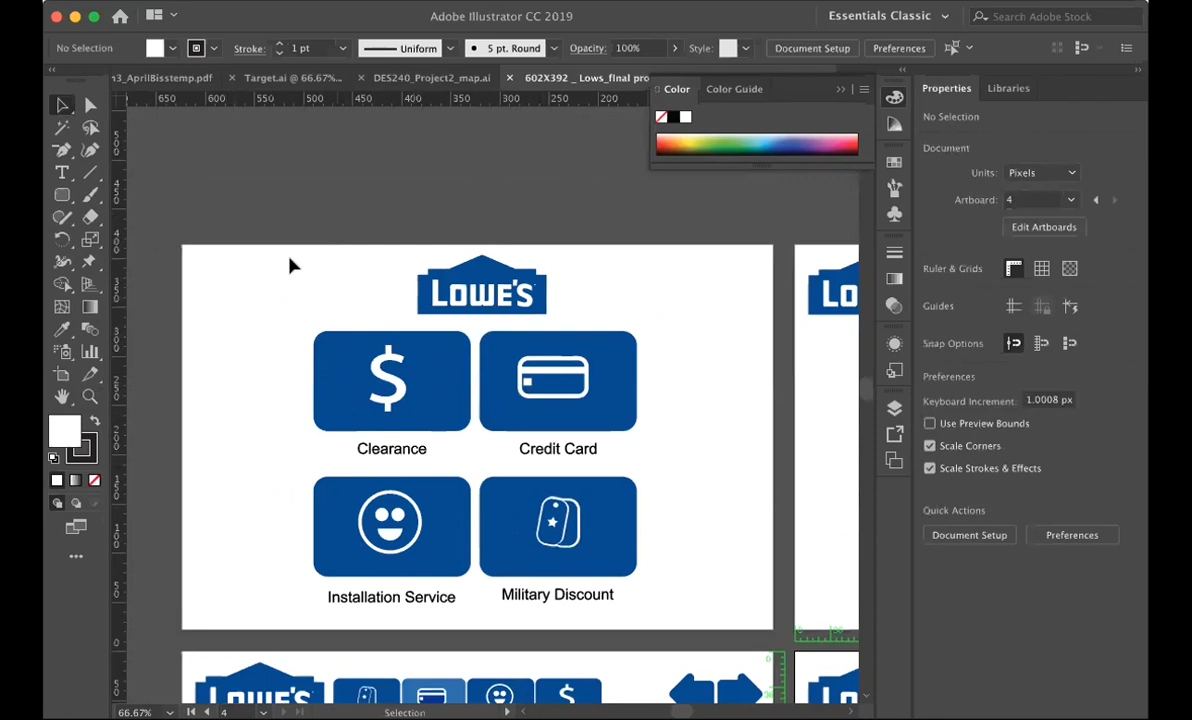 Adobe Illustrator CC 2019
Essentials Classic
Search Adobe Stock
No Selection
Stroke: 1 pt
Uniform
5 pt. Round
Opacity: 100%
Style:
Document Setup
Preferences
n3_AprilBisstemp.pdf
Target.ai @ 66.67%...
DES240_Project2_map.ai
602X392 _ Lows_final pro
Color
Color Guide
Properties
Libraries
650 600 550 500 450 400 350 300 250 200
No Selection
Document
Units: Pixels
Artboard: 4
Edit Artboards
Ruler & Grids
Guides
Snap Options
Preferences
Keyboard Increment: 1.0008 px
Use Preview Bounds
Scale Corners
Scale Strokes & Effects
Quick Actions
Document Setup
Preferences
LOWE'S
$
Clearance
Credit Card
Installation Service
Military Discount
LOWE'S
$
66.67%
4
Selection